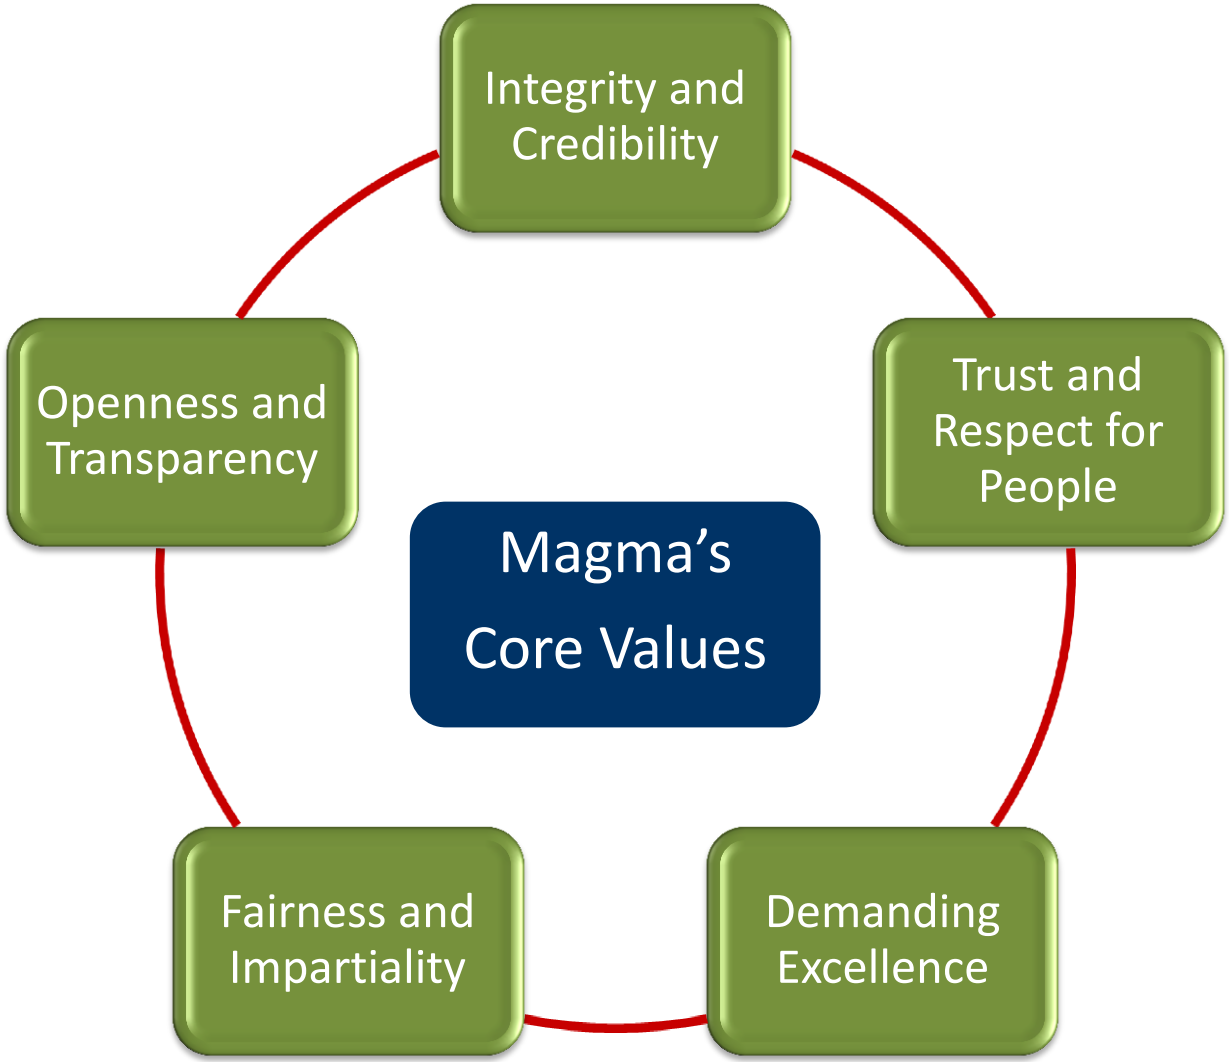 Integrity and
Credibility
Trust and
Respect for
People
Demanding
Excellence
Fairness and
Impartiality
Openness and
Transparency
Magma’s
Core Values